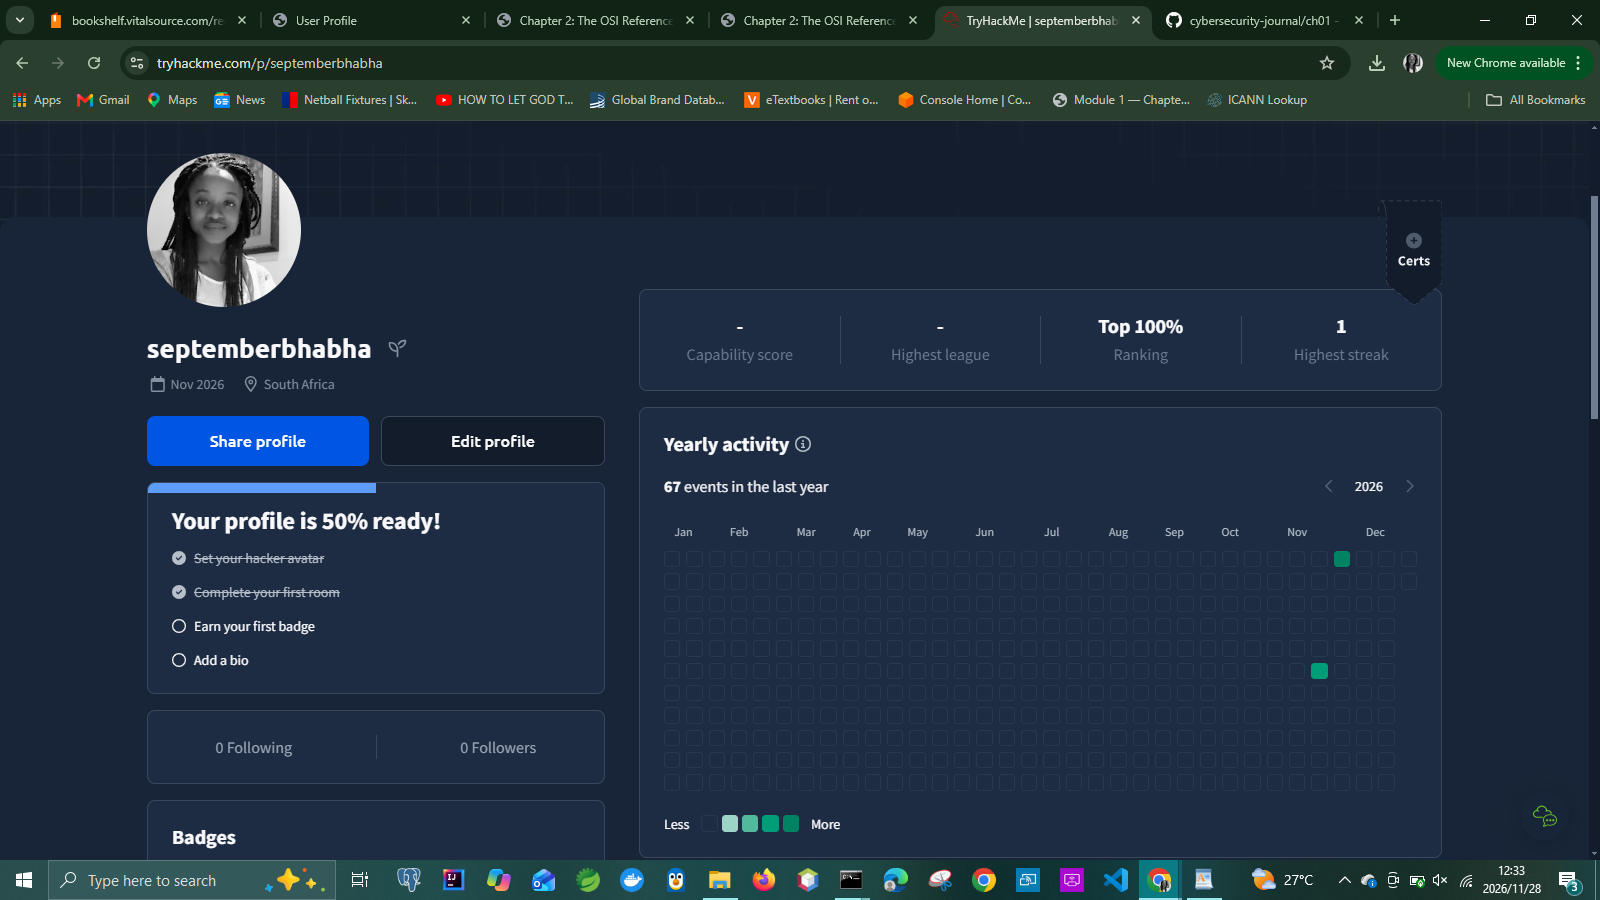 bookshelf.vitalsource.com/re
User Profile
Chapter 2: The OSI Reference
Chapter 2: The OSI Reference
TryHackMe | septemberbhab
cybersecurity-journal/ch01 -
tryhackme.com/p/septemberbhabha
New Chrome available
Apps
Gmail
Maps
News
Netball Fixtures | Sk...
HOW TO LET GOD T...
Global Brand Datab...
eTextbooks | Rent o...
Console Home | Co...
Module 1 — Chapte...
ICANN Lookup
All Bookmarks
Certs
septemberbhabha
Nov 2026
South Africa
Share profile
Edit profile
Your profile is 50% ready!
Set your hacker avatar
Complete your first room
Earn your first badge
Add a bio
0 Following
0 Followers
Badges
-
Capability score
-
Highest league
Top 100%
Ranking
1
Highest streak
Yearly activity
67 events in the last year
2026
Jan Feb Mar Apr May Jun Jul Aug Sep Oct Nov Dec
Less
More
Type here to search
27°C
12:33
2026/11/28
3